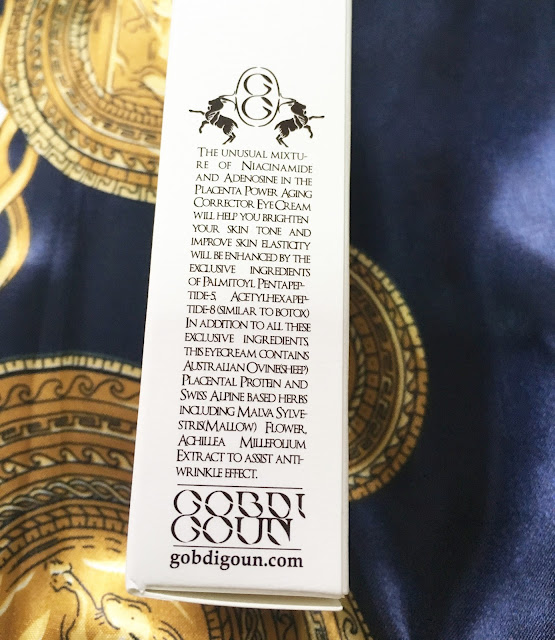 G
G
The unusual mixtu-
re of Niacinamide
and Adenosine in the
Placenta Power Aging
Corrector Eye Cream
will help you brighten
your skin tone and
improve skin elasticity
will be enhanced by the
exclusive ingredients
of Palmitoyl Pentapep-
tide-5, Acetylhexapep-
tide-8 (similar to botox)
In addition to all these
exclusive ingredients,
this eyecream contains
Australian Ovine(sheep)
Placental Protein and
Swiss Alpine based herbs
including Malva Sylve-
stris(Mallow) Flower,
Achillea Millefolium
Extract to assist anti-
wrinkle effect.
GOBDI
GOUN
gobdigoun.com